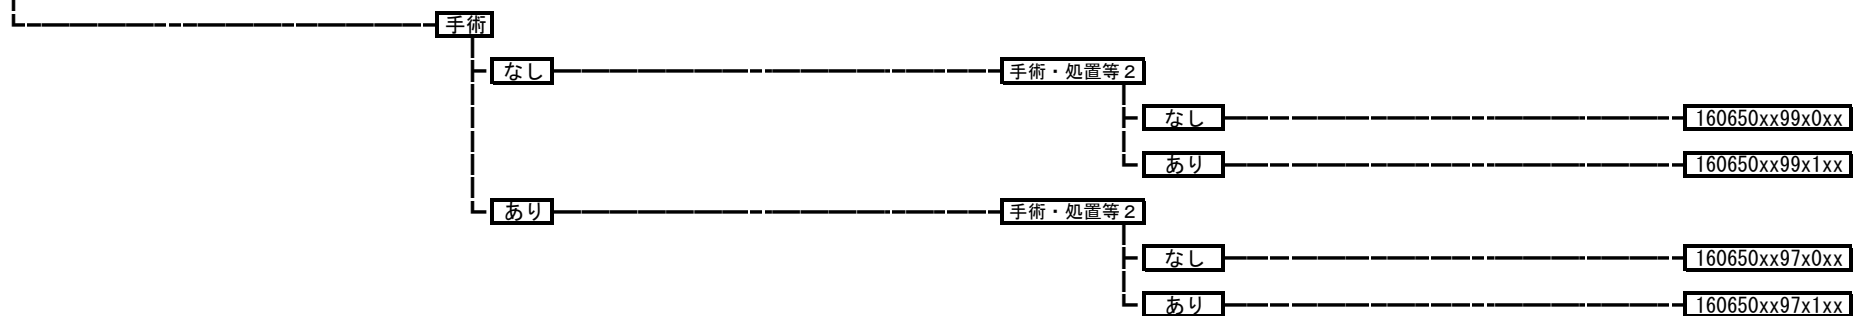 手術
なし 手術・処置等２
なし 160650xx99x0xx
あり 160650xx99x1xx
あり 手術・処置等２
なし 160650xx97x0xx
あり 160650xx97x1xx